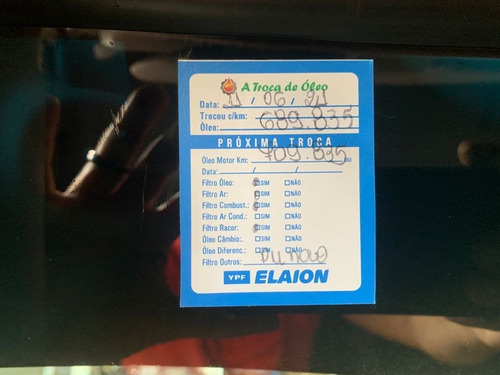 A Troca de Óleo
Data: 11 / 06 / 24
Trocou c/km: 689.835
Óleo:
PRÓXIMA TROCA
Óleo Motor Km: 709.835
Data: / /
Filtro Óleo: SIM NÃO
Filtro Ar: SIM NÃO
Filtro Combust.: SIM NÃO
Filtro Ar Cond.: SIM NÃO
Filtro Racor: SIM NÃO
Óleo Câmbio:. SIM NÃO
Óleo Diferenc.: SIM NÃO
Filtro Outros: novo
YPF ELAION